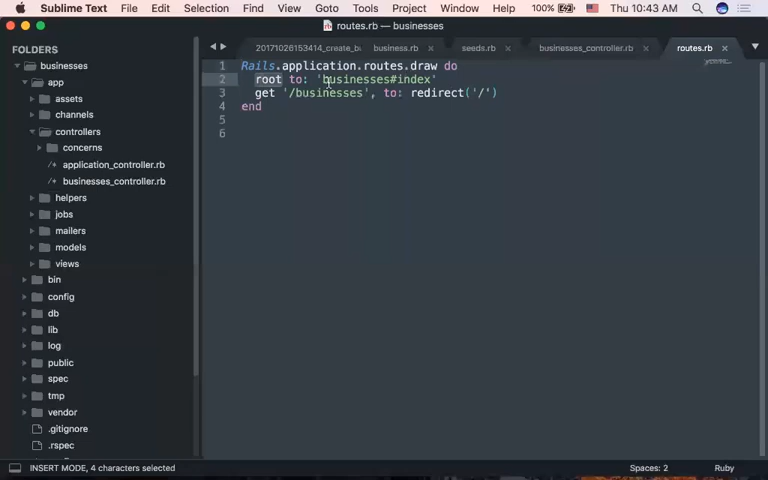 Sublime Text File Edit Selection Find View Goto Tools Project Window Help 100% Thu 10:43 AM
routes.rb — businesses
FOLDERS
businesses
app
assets
channels
controllers
concerns
application_controller.rb
businesses_controller.rb
helpers
jobs
mailers
models
views
bin
config
db
lib
log
public
spec
tmp
vendor
.gitignore
.rspec
20171026153414_create_b business.rb seeds.rb businesses_controller.rb routes.rb
1 Rails.application.routes.draw do
2 root to: 'businesses#index'
3 get '/businesses', to: redirect('/')
4 end
5
6
INSERT MODE, 4 characters selected Spaces: 2 Ruby